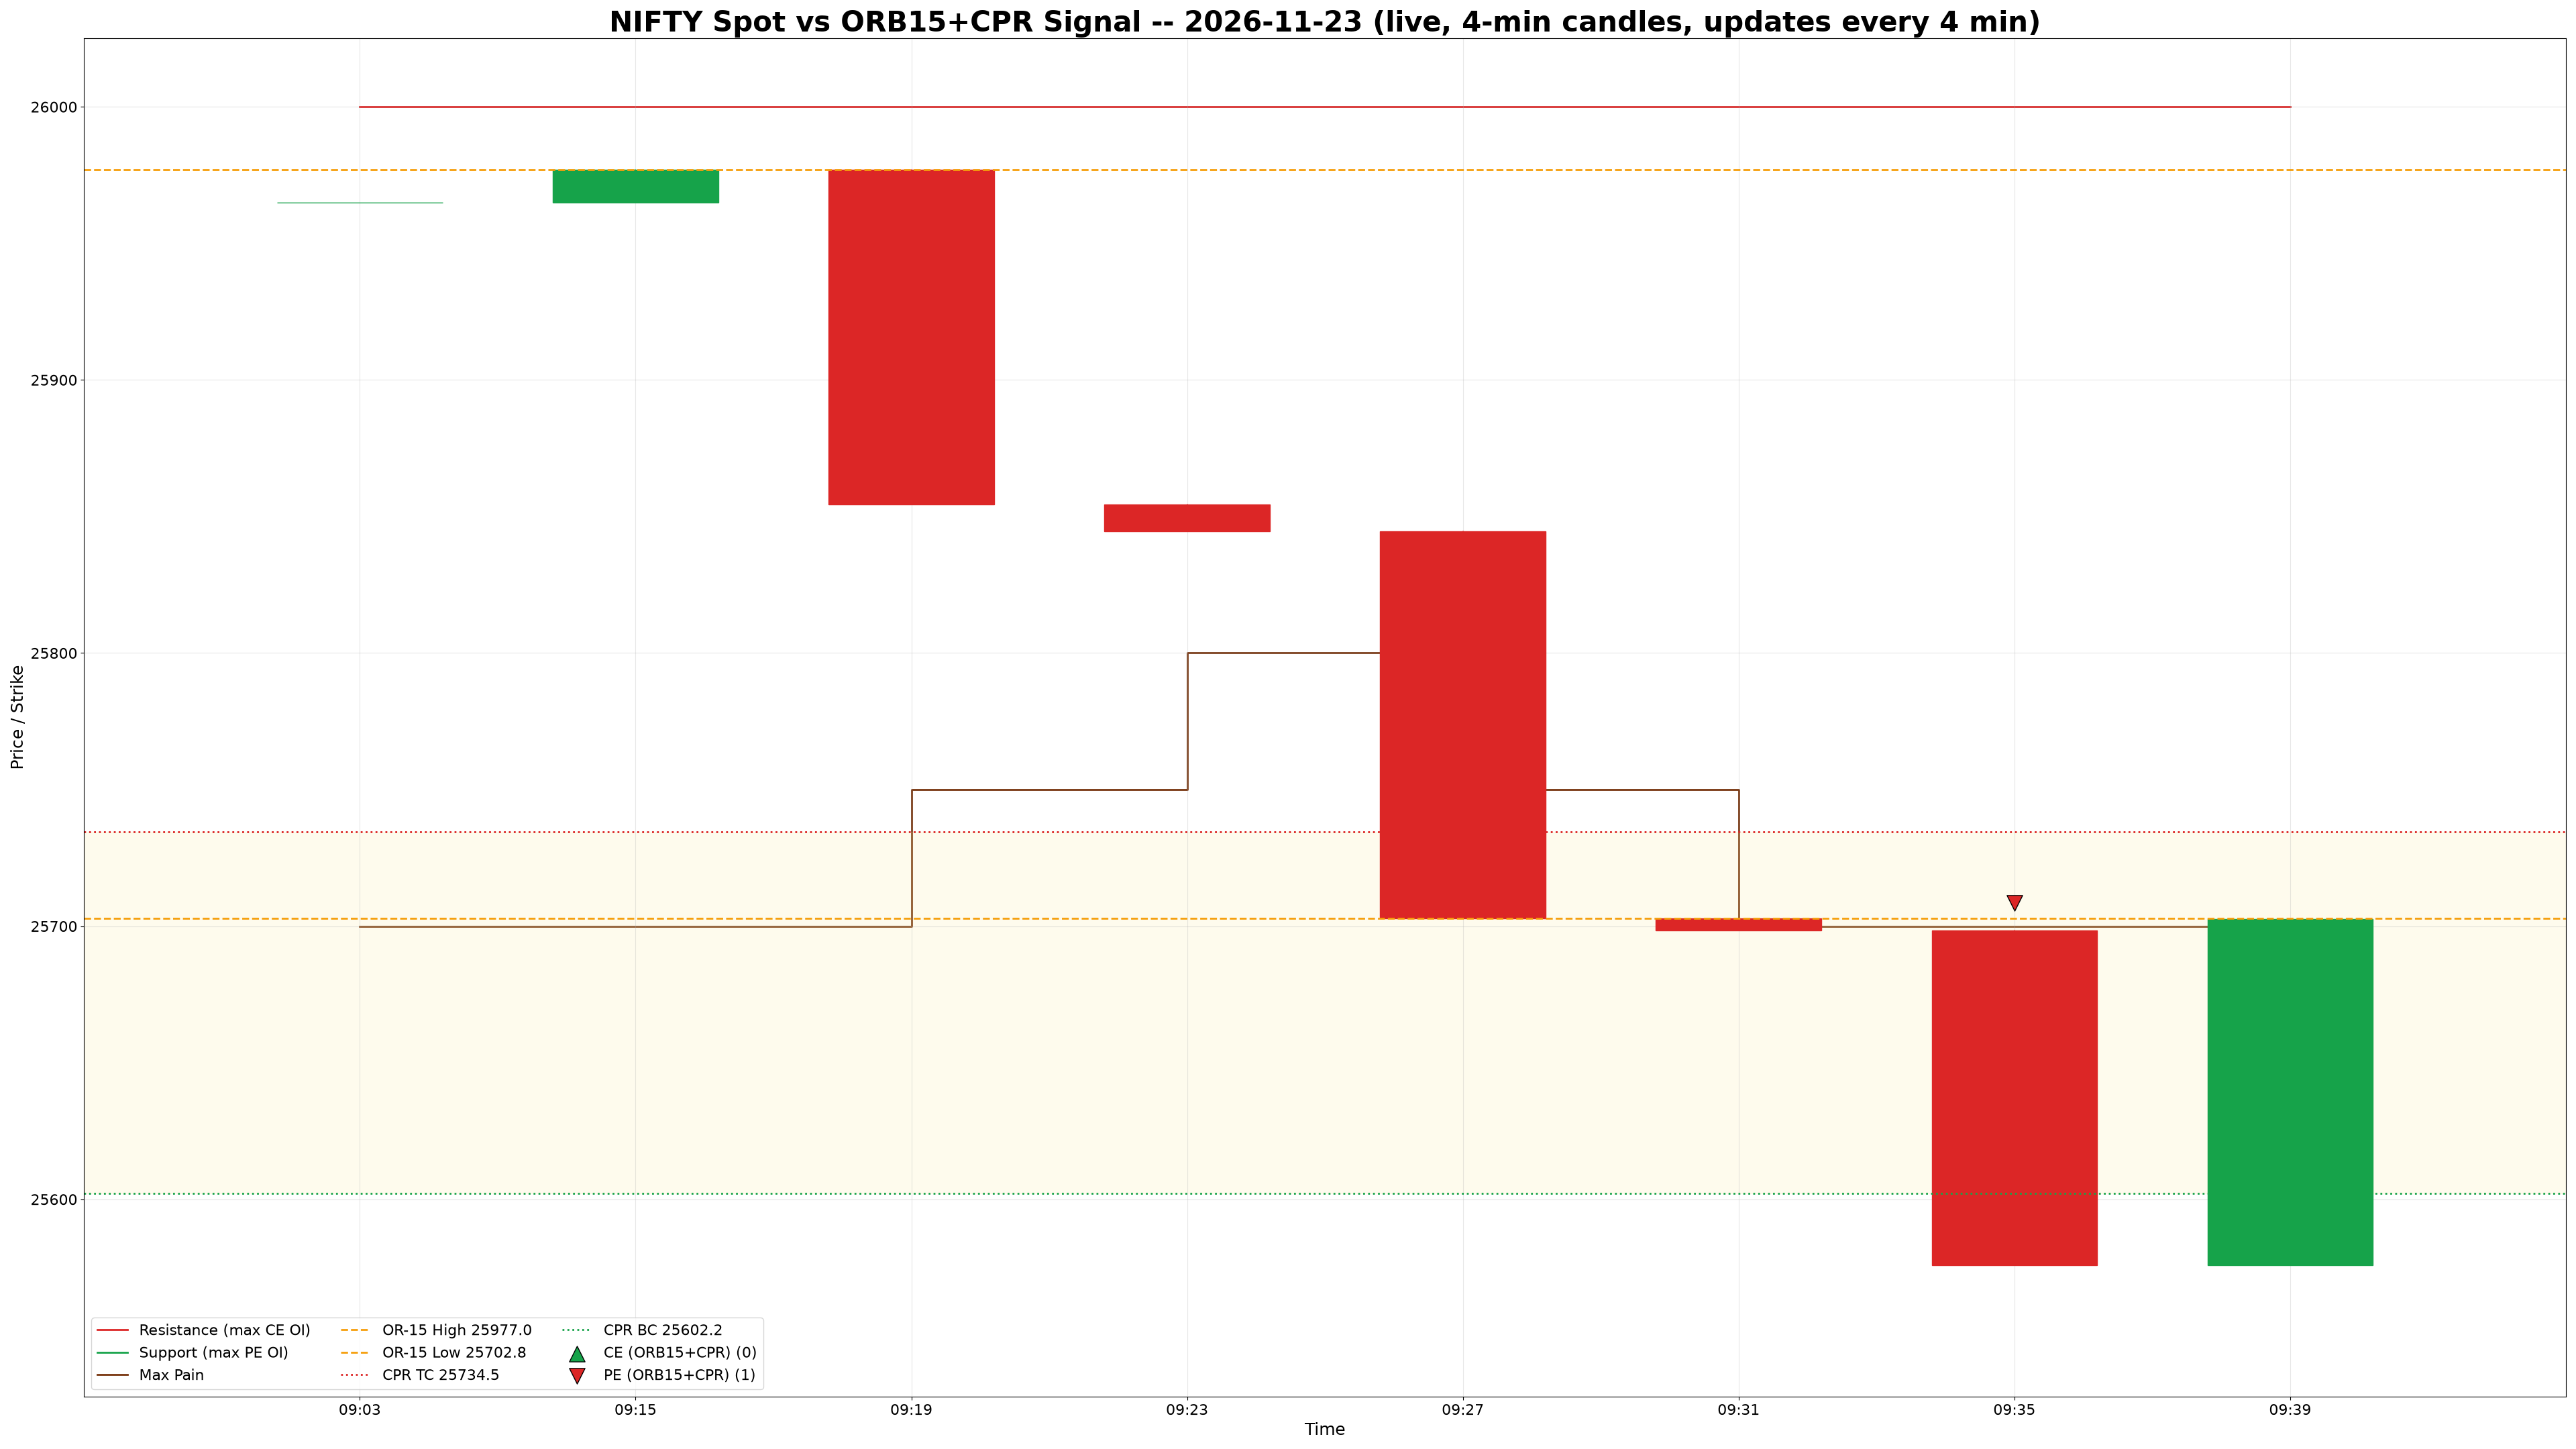 NIFTY Spot vs ORB15+CPR Signal -- 2026-11-23 (live, 4-min candles, updates every 4 min)
Price / Strike
26000
25900
25800
25700
25600
Resistance (max CE OI)
Support (max PE OI)
Max Pain
OR-15 High 25977.0
OR-15 Low 25702.8
CPR TC 25734.5
CPR BC 25602.2
CE (ORB15+CPR) (0)
PE (ORB15+CPR) (1)
09:03
09:15
09:19
09:23
09:27
09:31
09:35
09:39
Time